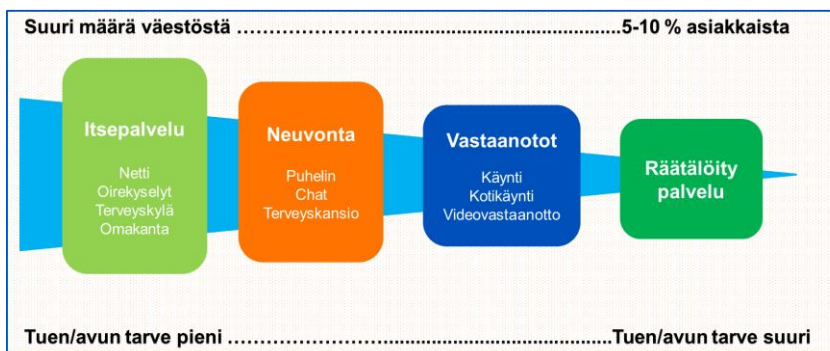 Suuri määrä väestöstä ……………………........................................5-10 % asiakkaista
Itsepalvelu
Netti
Oirekyselyt
Terveyskylä
Omakanta
Neuvonta
Puhelin
Chat
Terveyskansio
Vastaanotot
Käynti
Kotikäynti
Videovastaanotto
Räätälöity
palvelu
Tuen/avun tarve pieni ……………………........................................Tuen/avun tarve suuri